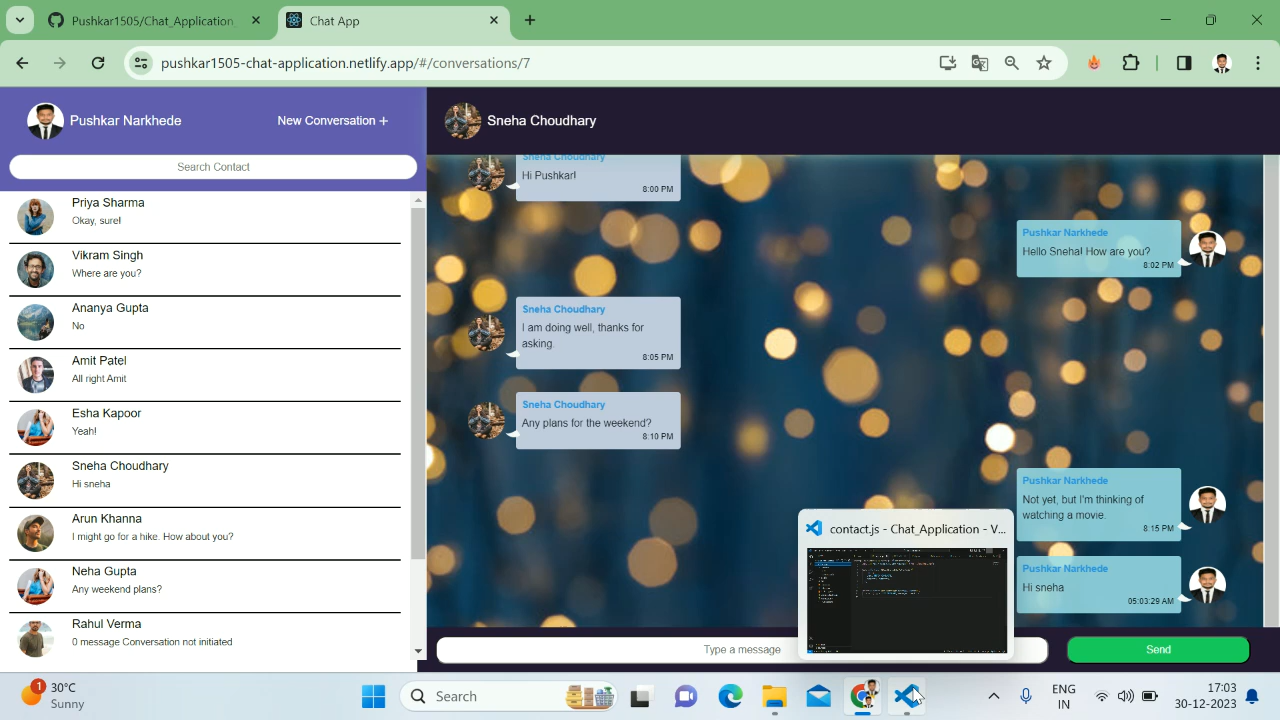 Pushkar1505/Chat_Application
Chat App
pushkar1505-chat-application.netlify.app/#/conversations/7
Pushkar Narkhede
New Conversation +
Search Contact
Priya Sharma
Okay, sure!
Vikram Singh
Where are you?
Ananya Gupta
No
Amit Patel
All right Amit
Esha Kapoor
Yeah!
Sneha Choudhary
Hi sneha
Arun Khanna
I might go for a hike. How about you?
Neha Kumar
Any weekend plans?
Rahul Verma
0 message Conversation not initiated
Sneha Choudhary
Sneha Choudhary
Hi Pushkar!
8:00 PM
Pushkar Narkhede
Hello Sneha! How are you?
8:02 PM
Sneha Choudhary
I am doing well, thanks for
asking.
8:05 PM
Sneha Choudhary
Any plans for the weekend?
8:10 PM
Pushkar Narkhede
Not yet, but I'm thinking of
watching a movie.
8:15 PM
Pushkar Narkhede
Hi sneha
05:03:29 AM
contact.js - Chat_Application - V...
Type a message
Send
1
30°C
Sunny
Search
ENG
IN
17:03
30-12-2023